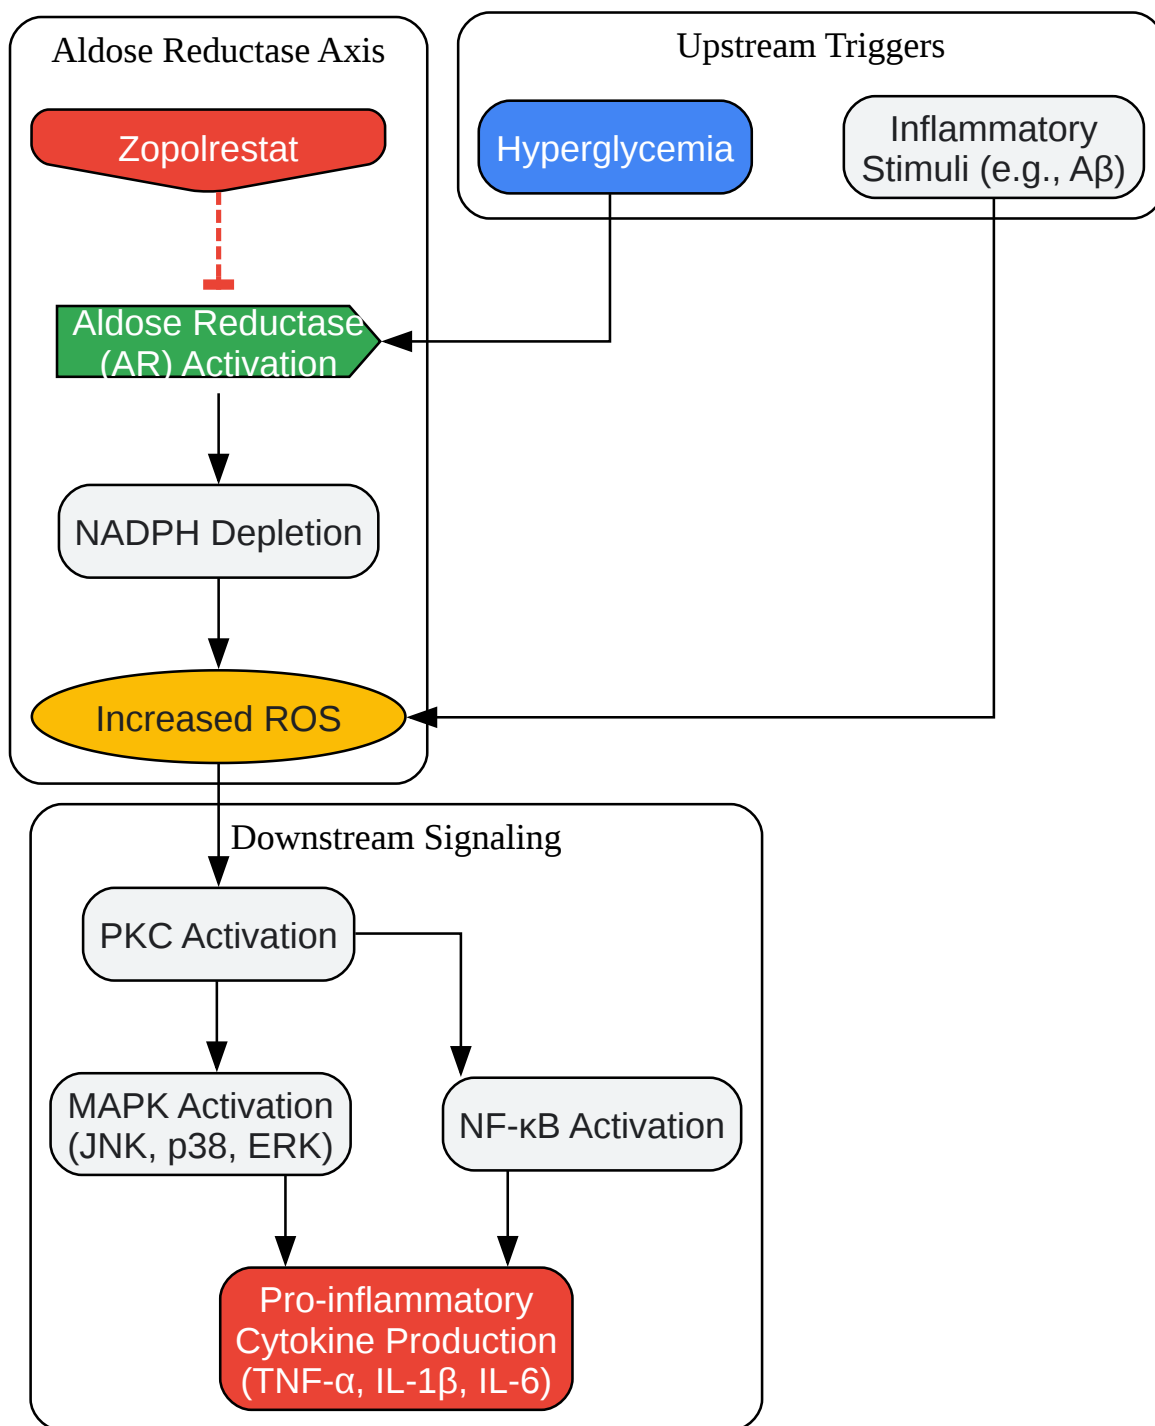 Aldose Reductase Axis
Upstream Triggers
Zopolrestat
Hyperglycemia
Inflammatory
Stimuli (e.g., Aβ)
Aldose Reductase
(AR) Activation
NADPH Depletion
Increased ROS
Downstream Signaling
PKC Activation
MAPK Activation
(JNK, p38, ERK)
NF-κB Activation
Pro-inflammatory
Cytokine Production
(TNF-α, IL-1β, IL-6)